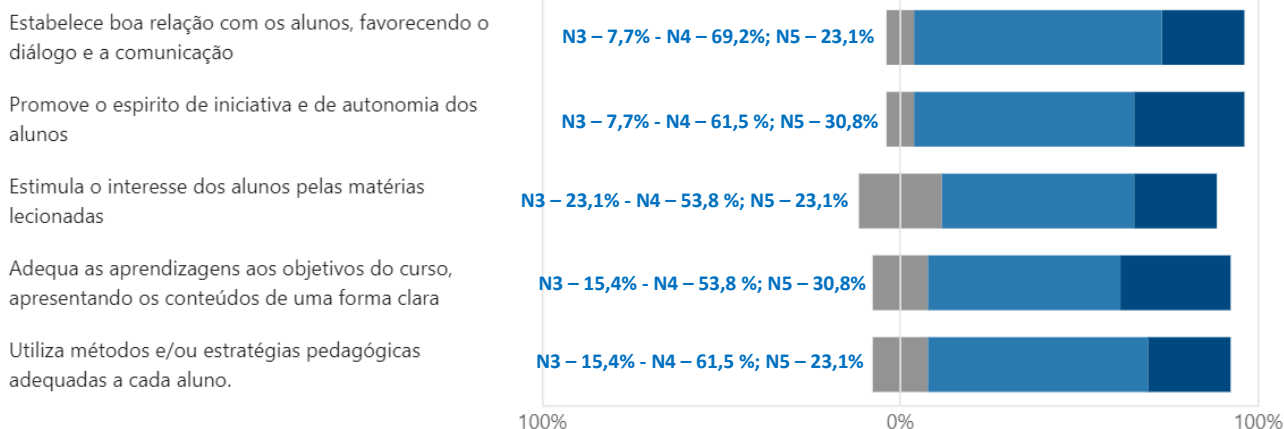 Estabelece boa relação com os alunos, favorecendo o
diálogo e a comunicação
N3 – 7,7% - N4 – 69,2%; N5 – 23,1%
Promove o espirito de iniciativa e de autonomia dos
alunos
N3 – 7,7% - N4 – 61,5 %; N5 – 30,8%
Estimula o interesse dos alunos pelas matérias
lecionadas
N3 – 23,1% - N4 – 53,8 %; N5 – 23,1%
Adequa as aprendizagens aos objetivos do curso,
apresentando os conteúdos de uma forma clara
N3 – 15,4% - N4 – 53,8 %; N5 – 30,8%
Utiliza métodos e/ou estratégias pedagógicas
adequadas a cada aluno.
N3 – 15,4% - N4 – 61,5 %; N5 – 23,1%
100% 0% 100%